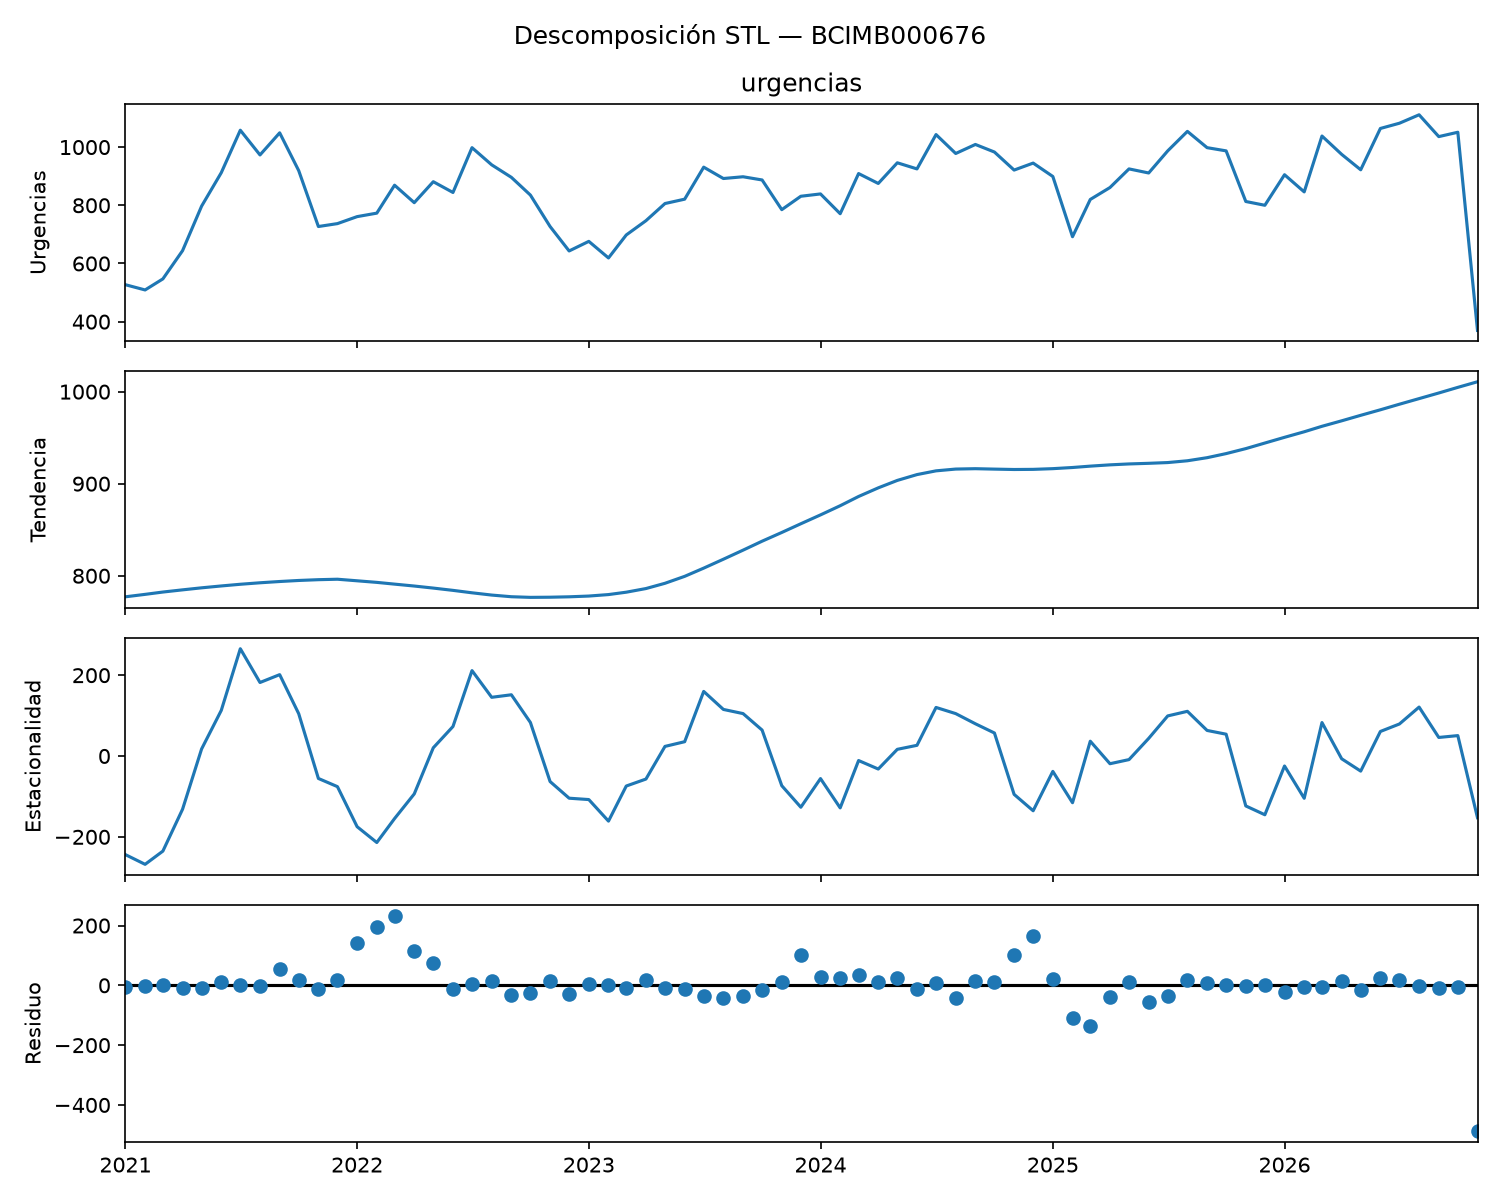 Descomposición STL — BCIMB000676
urgencias
Urgencias
1000
800
600
400
Tendencia
1000
900
800
Estacionalidad
200
0
−200
Residuo
200
0
−200
−400
2021 2022 2023 2024 2025 2026